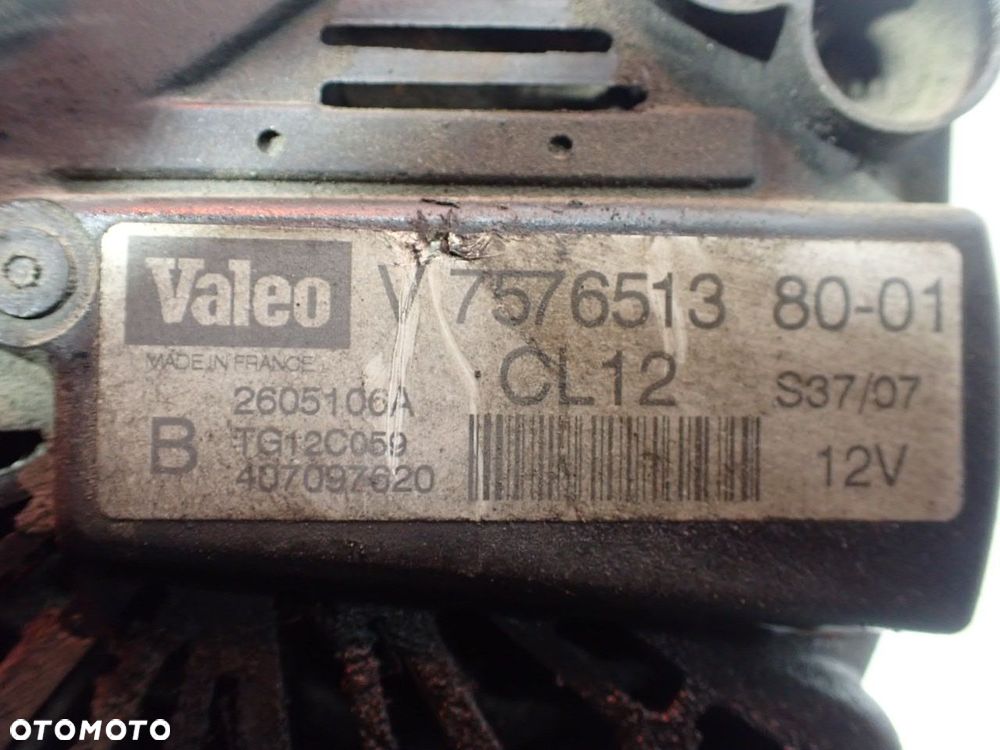 Valeo V 7576513 80-01
MADE IN FRANCE
CL12
2605106A S37/07
B TG12C059
407097620 12V
OTOMOTO